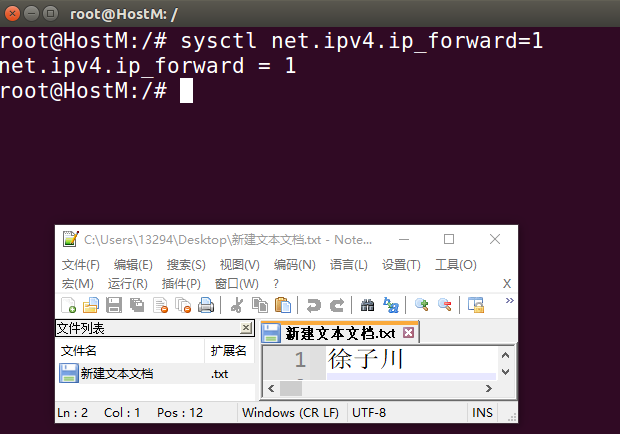 root@HostM: /
root@HostM:/# sysctl net.ipv4.ip_forward=1
net.ipv4.ip_forward = 1
root@HostM:/#
C:\Users\13294\Desktop\新建文本文档.txt - Note...
文件(F) 编辑(E) 搜索(S) 视图(V) 编码(N) 语言(L) 设置(T) 工具(O)
宏(M) 运行(R) 插件(P) 窗口(W) ? X
文件列表
新建文本文档.txt
文件名 扩展名
新建文本文档 .txt
1 徐子川
Ln : 2 Col : 1 Pos : 12 Windows (CR LF) UTF-8 INS